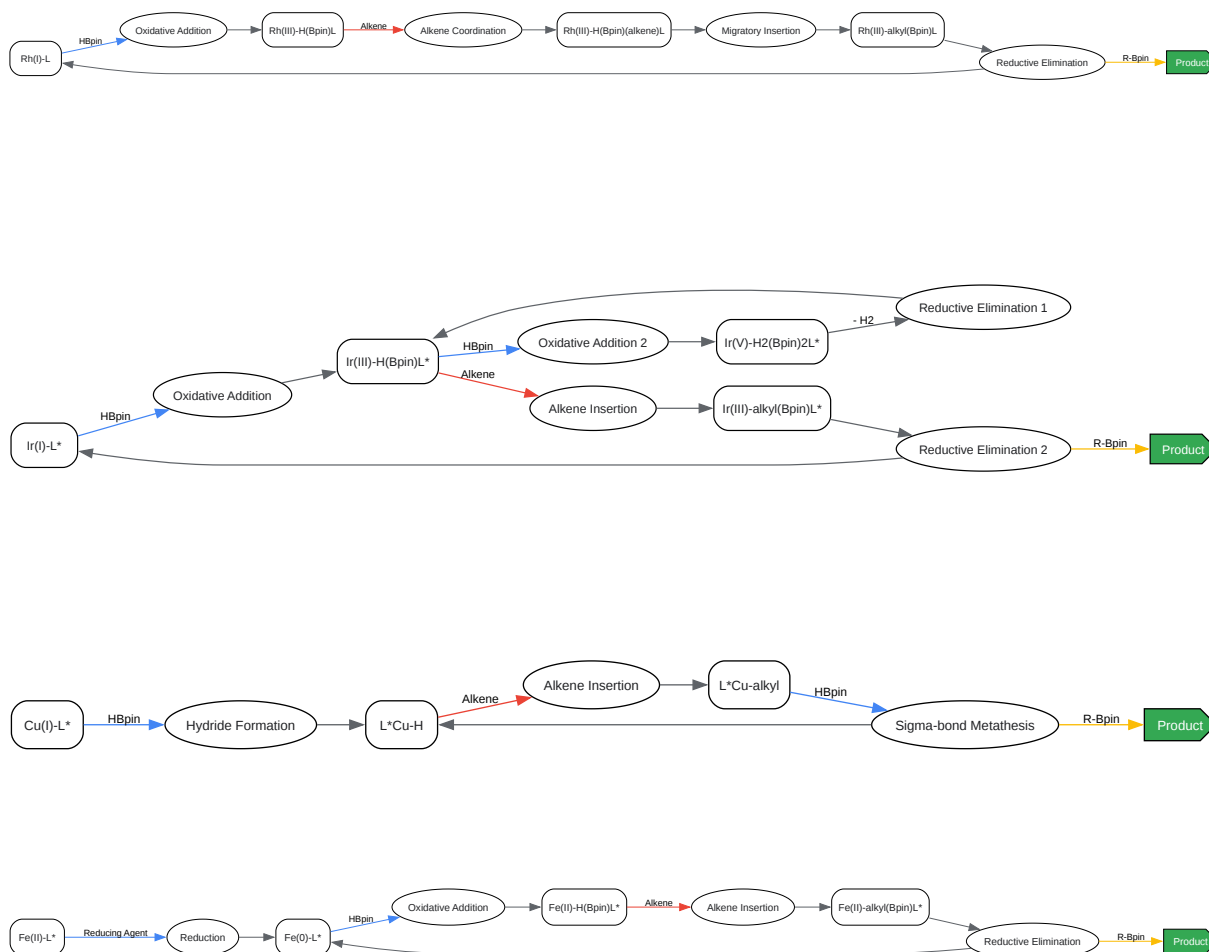 Rh(I)-L
HBpin
Oxidative Addition
Rh(III)-H(Bpin)L
Alkene
Alkene Coordination
Rh(III)-H(Bpin)(alkene)L
Migratory Insertion
Rh(III)-alkyl(Bpin)L
Reductive Elimination
R-Bpin
Product
Ir(I)-L*
HBpin
Oxidative Addition
Ir(III)-H(Bpin)L*
HBpin
Oxidative Addition 2
Ir(V)-H2(Bpin)2L*
- H2
Reductive Elimination 1
Alkene
Alkene Insertion
Ir(III)-alkyl(Bpin)L*
Reductive Elimination 2
R-Bpin
Product
Cu(I)-L*
HBpin
Hydride Formation
L*Cu-H
Alkene
Alkene Insertion
L*Cu-alkyl
HBpin
Sigma-bond Metathesis
R-Bpin
Product
Fe(II)-L*
Reducing Agent
Reduction
Fe(0)-L*
HBpin
Oxidative Addition
Fe(II)-H(Bpin)L*
Alkene
Alkene Insertion
Fe(II)-alkyl(Bpin)L*
Reductive Elimination
R-Bpin
Product